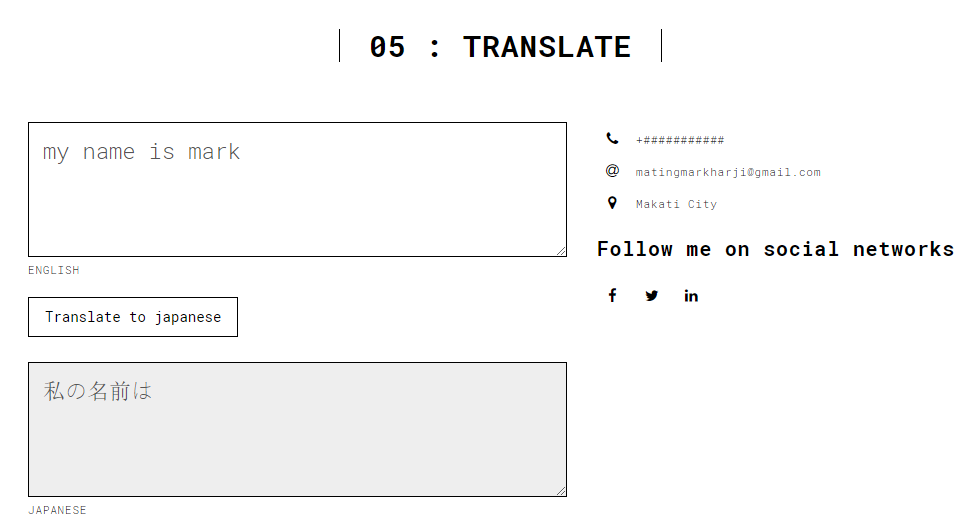 05 : TRANSLATE
my name is mark
ENGLISH
Translate to japanese
私の名前は
JAPANESE
+###########
matingmarkharji@gmail.com
Makati City
Follow me on social networks